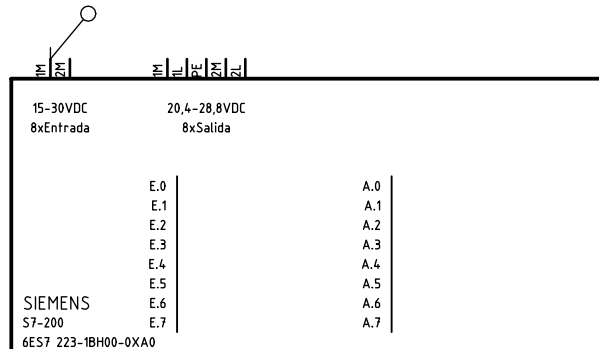 1M 2M 1M 1L PE 2M 2L
15-30VDC 20,4-28,8VDC
8xEntrada 8xSalida
E.0 A.0
E.1 A.1
E.2 A.2
E.3 A.3
E.4 A.4
E.5 A.5
SIEMENS E.6 A.6
S7-200 E.7 A.7
6ES7 223-1BH00-0XA0